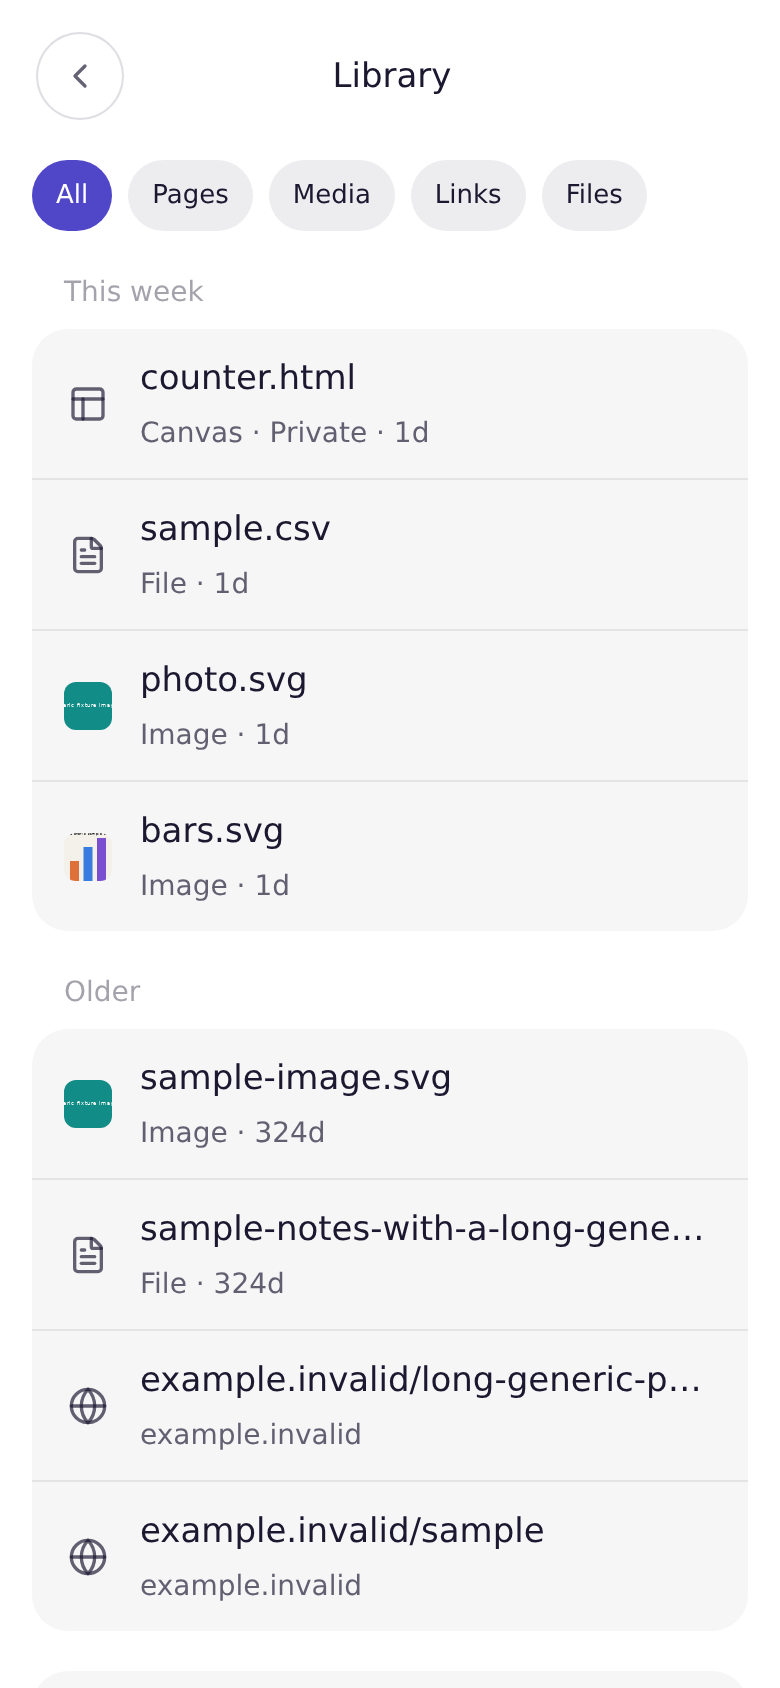 Library
All
Pages
Media
Links
Files
This week
counter.html
Canvas · Private · 1d
sample.csv
File · 1d
photo.svg
Image · 1d
bars.svg
Image · 1d
Older
sample-image.svg
Image · 324d
sample-notes-with-a-long-gene...
File · 324d
example.invalid/long-generic-p...
example.invalid
example.invalid/sample
example.invalid